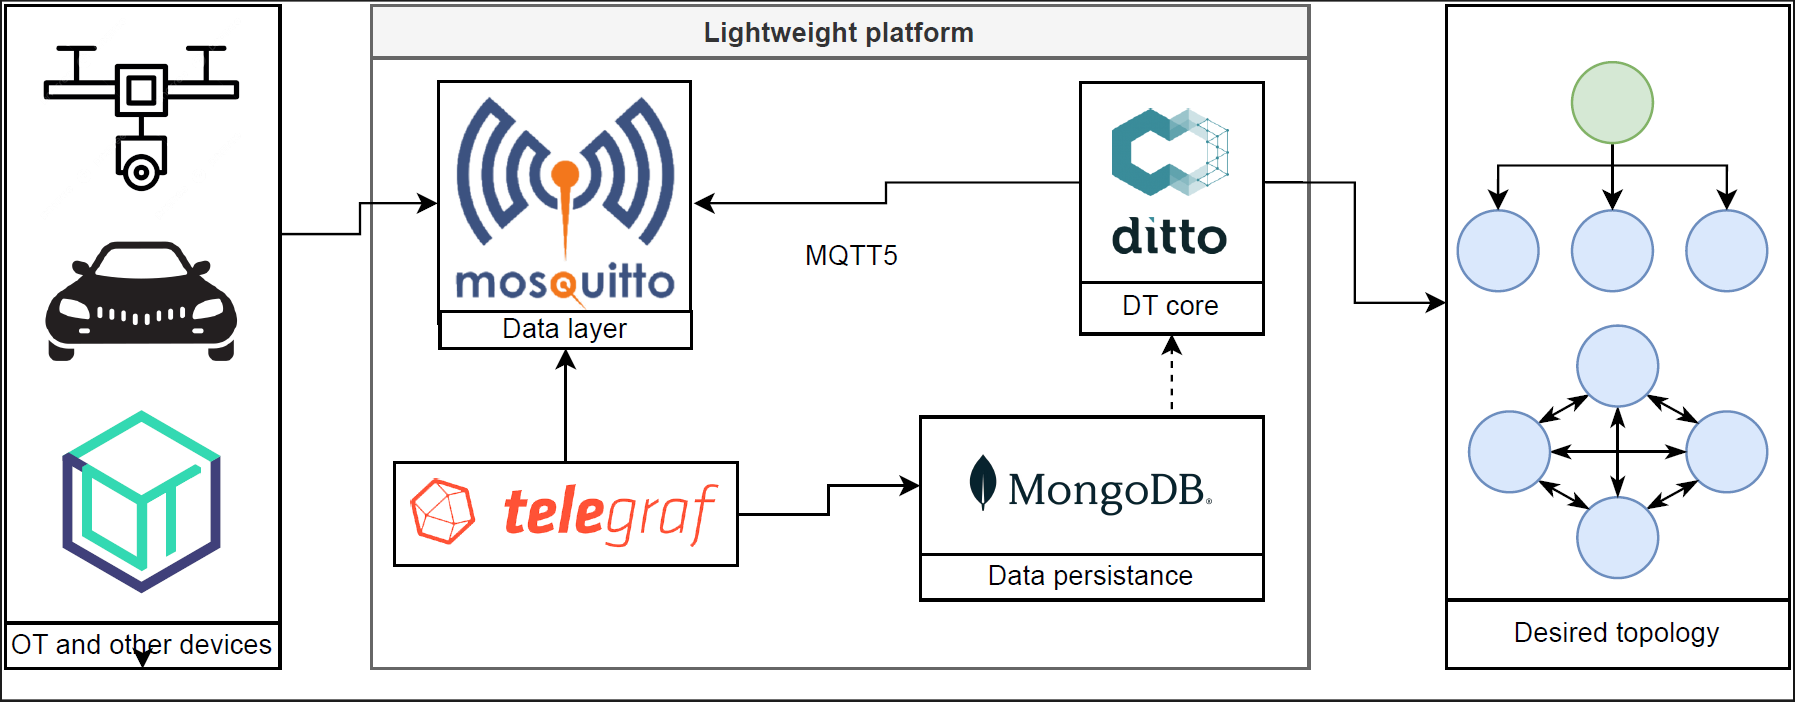 Lightweight platform
mosquitto
Data layer
MQTT5
ditto
DT core
telegraf
MongoDB®
Data persistance
OT and other devices
Desired topology